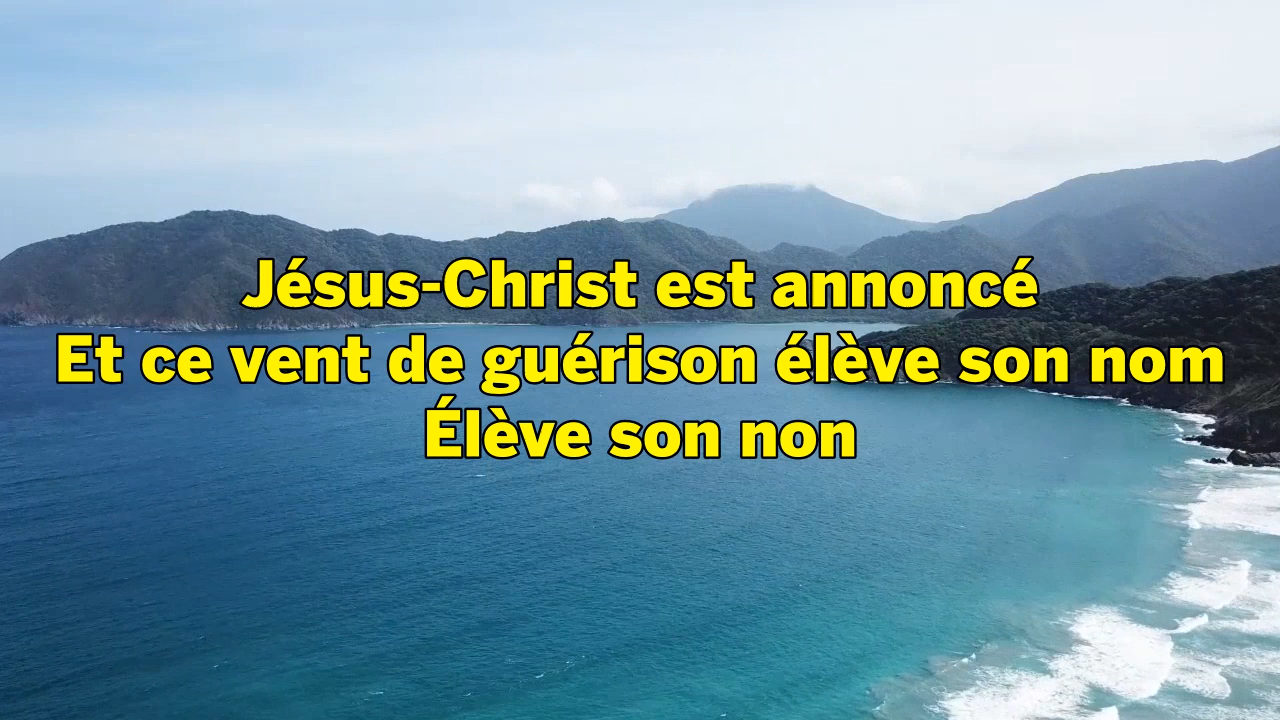 Jésus-Christ est annoncé
Et ce vent de guérison élève son nom
Élève son non